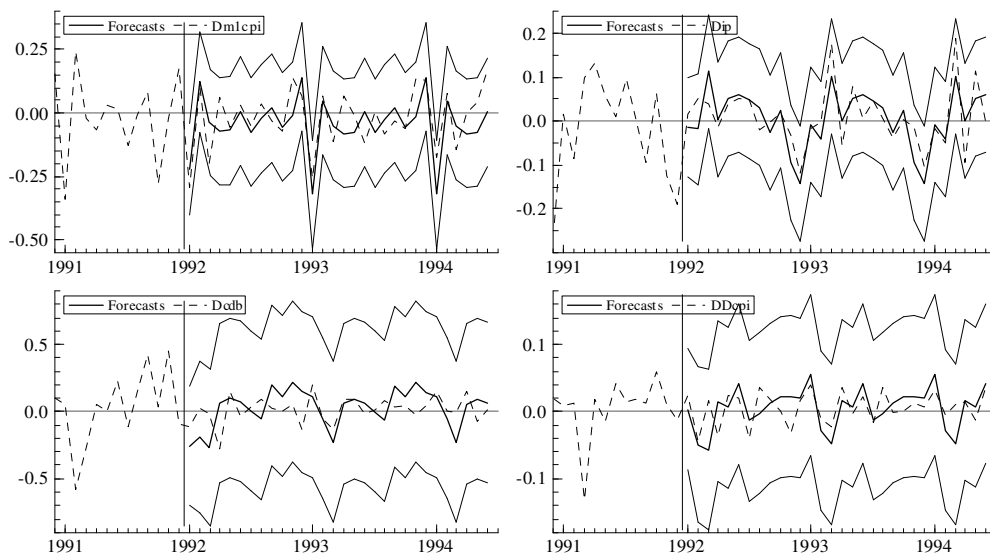 Forecasts Dm1cpi
0.25
0.00
-0.25
-0.50
1991 1992 1993 1994
Forecasts Dip
0.2
0.1
0.0
-0.1
-0.2
1991 1992 1993 1994
Forecasts Dcdb
0.5
0.0
-0.5
1991 1992 1993 1994
Forecasts DDcpi
0.1
0.0
-0.1
1991 1992 1993 1994